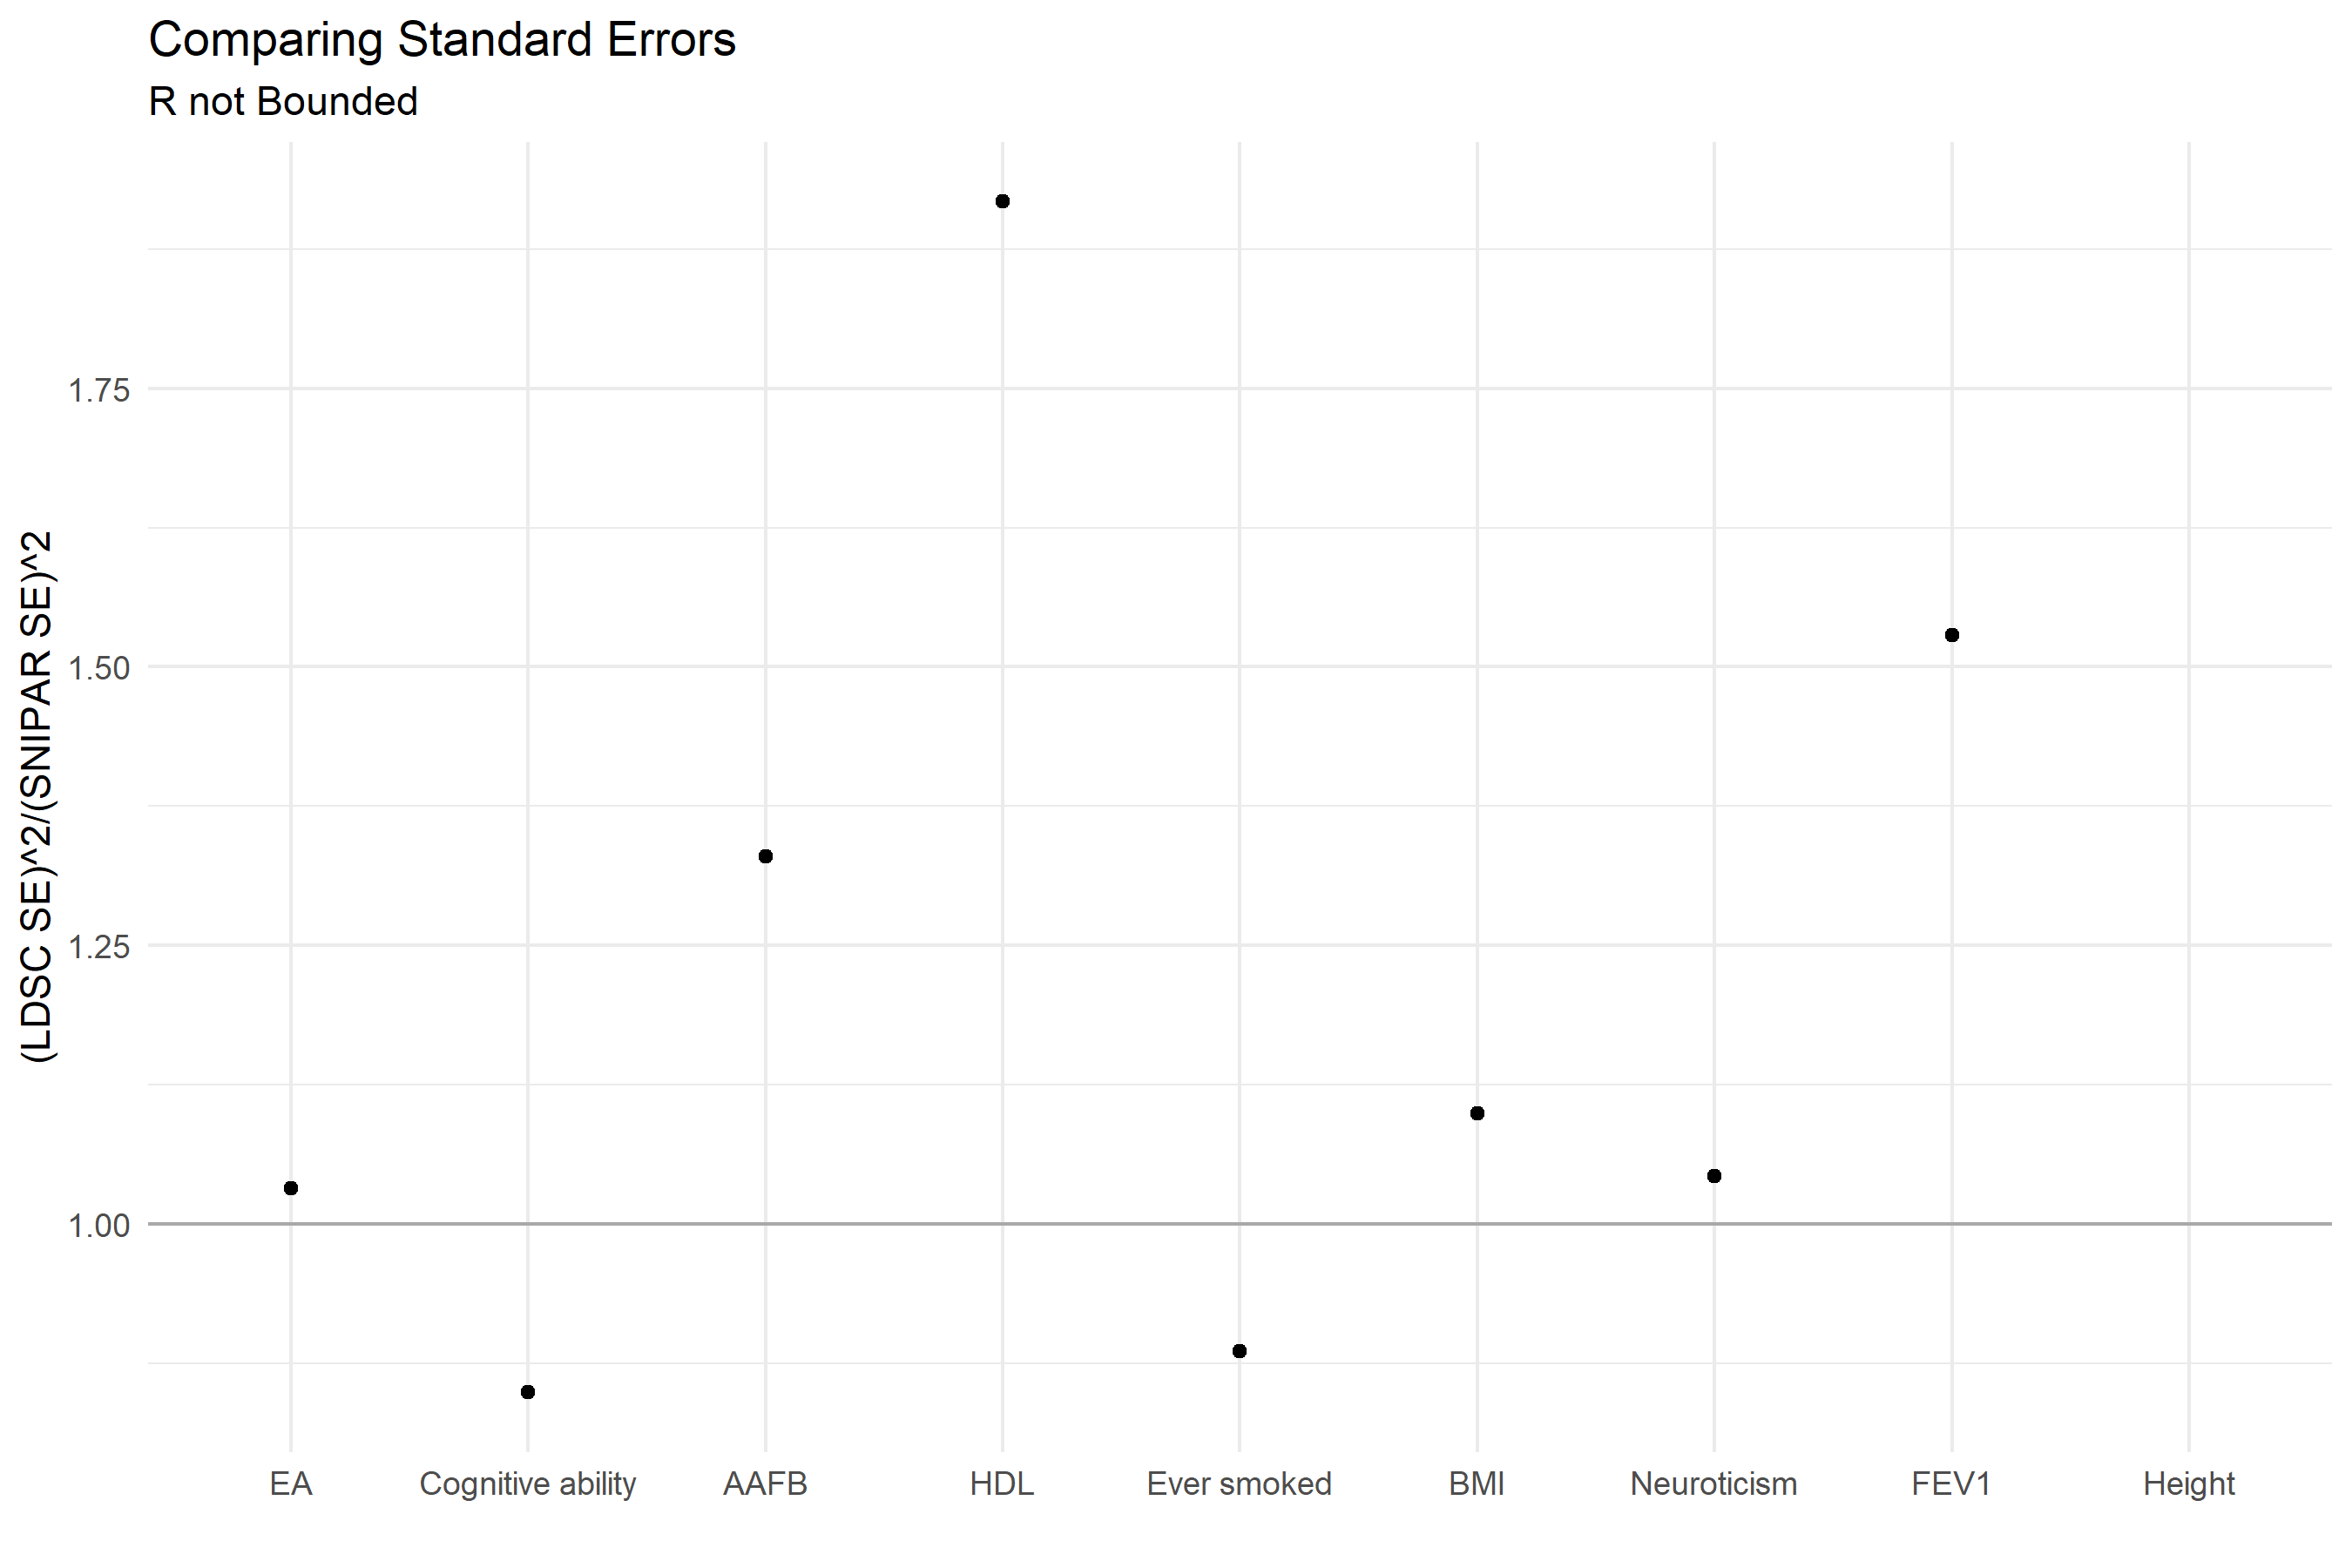 Comparing Standard Errors
R not Bounded
(LDSC SE)^2/(SNIPAR SE)^2
1.75
1.50
1.25
1.00
EA Cognitive ability AAFB HDL Ever smoked BMI Neuroticism FEV1 Height